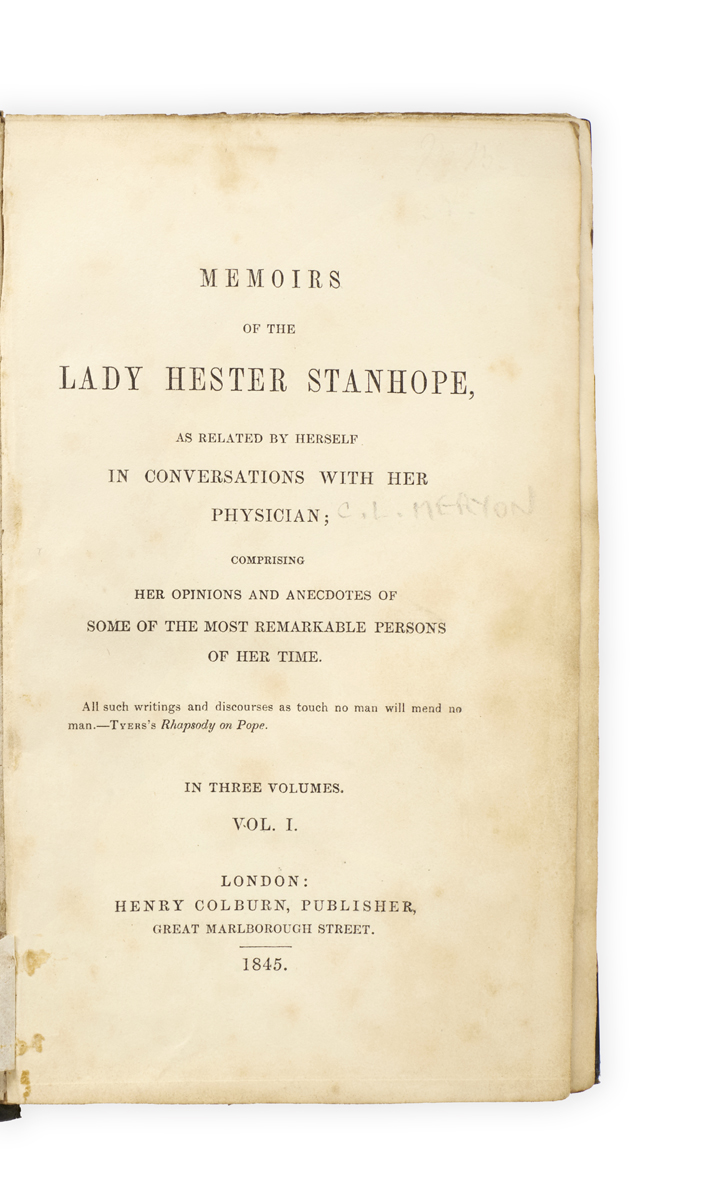 MEMOIRS
OF THE
LADY HESTER STANHOPE,
AS RELATED BY HERSELF
IN CONVERSATIONS WITH HER
PHYSICIAN; C. L. MERYON
COMPRISING
HER OPINIONS AND ANECDOTES OF
SOME OF THE MOST REMARKABLE PERSONS
OF HER TIME.
All such writings and discourses as touch no man will mend no
man.—TYERS's Rhapsody on Pope.
IN THREE VOLUMES.
VOL. I.
LONDON:
HENRY COLBURN, PUBLISHER,
GREAT MARLBOROUGH STREET.
1845.